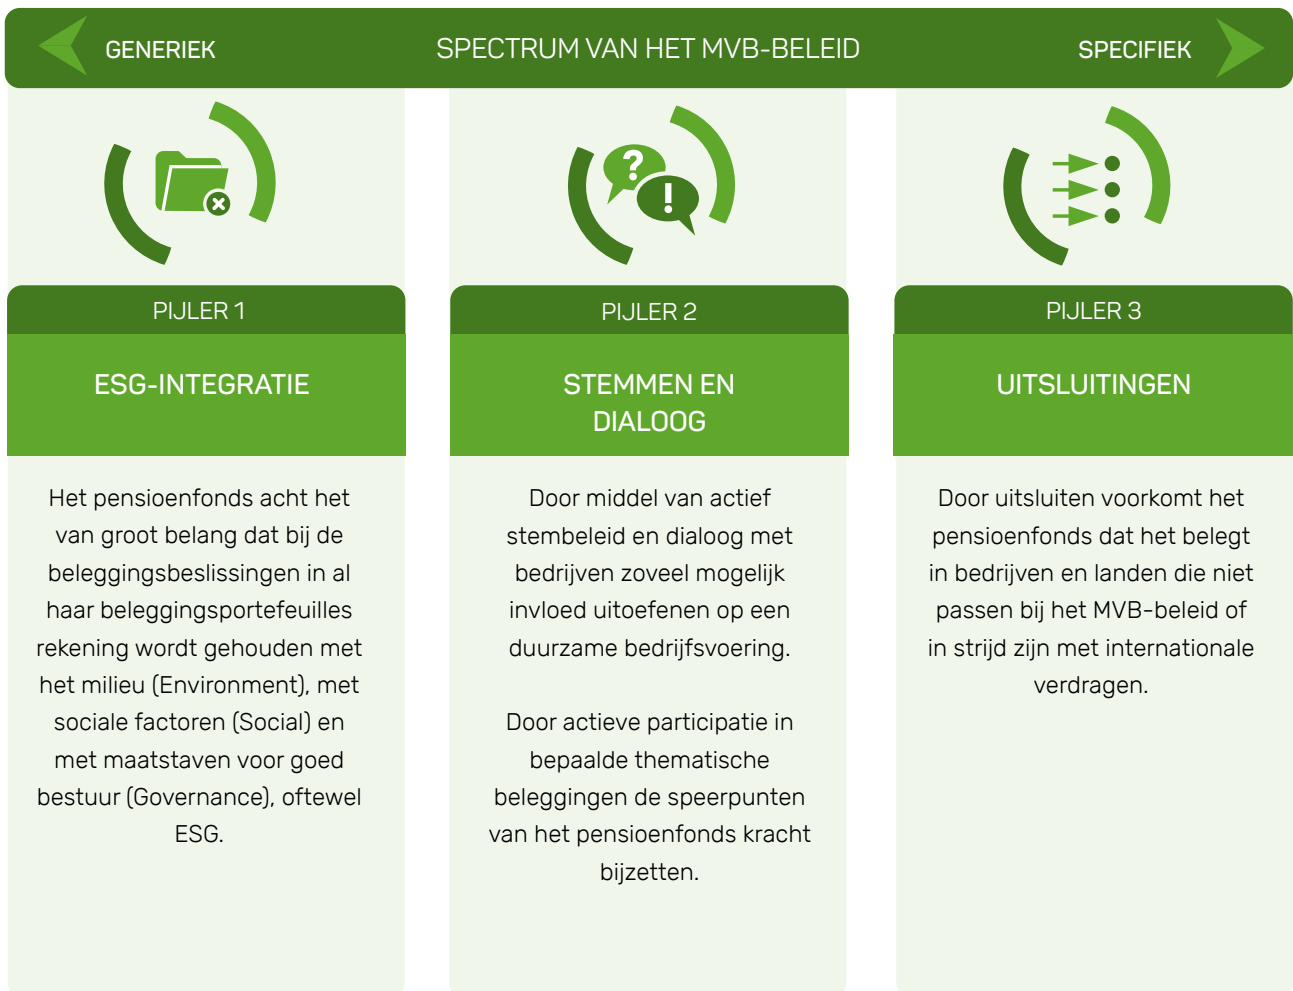 GENERIEK
SPECTRUM VAN HET MVB-BELEID
SPECIFIEK
?
!
PIJLER 1
ESG-INTEGRATIE
Het pensioenfonds acht het
van groot belang dat bij de
beleggingsbeslissingen in al
haar beleggingsportefeuilles
rekening wordt gehouden met
het milieu (Environment), met
sociale factoren (Social) en
met maatstaven voor goed
bestuur (Governance), oftewel
ESG.
PIJLER 2
STEMMEN EN
DIALOOG
Door middel van actief
stembeleid en dialoog met
bedrijven zoveel mogelijk
invloed uitoefenen op een
duurzame bedrijfsvoering.
Door actieve participatie in
bepaalde thematische
beleggingen de speerpunten
van het pensioenfonds kracht
bijzetten.
PIJLER 3
UITSLUITINGEN
Door uitsluiten voorkomt het
pensioenfonds dat het belegt
in bedrijven en landen die niet
passen bij het MVB-beleid of
in strijd zijn met internationale
verdragen.